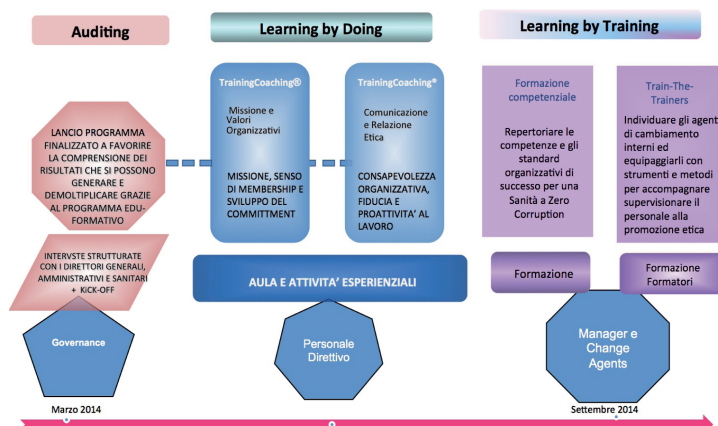 Auditing
Learning by Doing
Learning by Training
LANCIO PROGRAMMA
FINALIZZATO A FAVORIRE
LA COMPRENSIONE DEI
RISULTATI CHE SI POSSONO
GENERARE E
DEMOLTIPLICARE GRAZIE
AL PROGRAMMA EDU-
FORMATIVO
INTERVSTE STRUTTURATE
CON I DIRETTORI GENERALI,
AMMINISTRATIVI E SANITARI
+ KiCK-OFF
Governance
Marzo 2014
TrainingCoaching®
Missione e
Valori
Organizzativi
MISSIONE, SENSO
DI MEMBERSHIP E
SVILUPPO DEL
COMMITTMENT
TrainingCoaching®
Comunicazione
e Relazione
Etica
CONSAPEVOLEZZA
ORGANIZZATIVA,
FIDUCIA E
PROATTIVITA' AL
LAVORO
AULA E ATTIVITA' ESPERIENZIALI
Personale
Direttivo
Formazione
competenziale
Repertoriare le
competenze e gli
standard
organizzativi di
successo per una
Sanità a Zero
Corruption
Train-The-
Trainers
Individuare gli agent
di cambiamento
interni ed
equipaggiarli con
strumenti e metodi
per accompagnare
supervisionare il
personale alla
promozione etica
Formazione
Formazione
Formatori
Manager e
Change
Agents
Settembre 2014